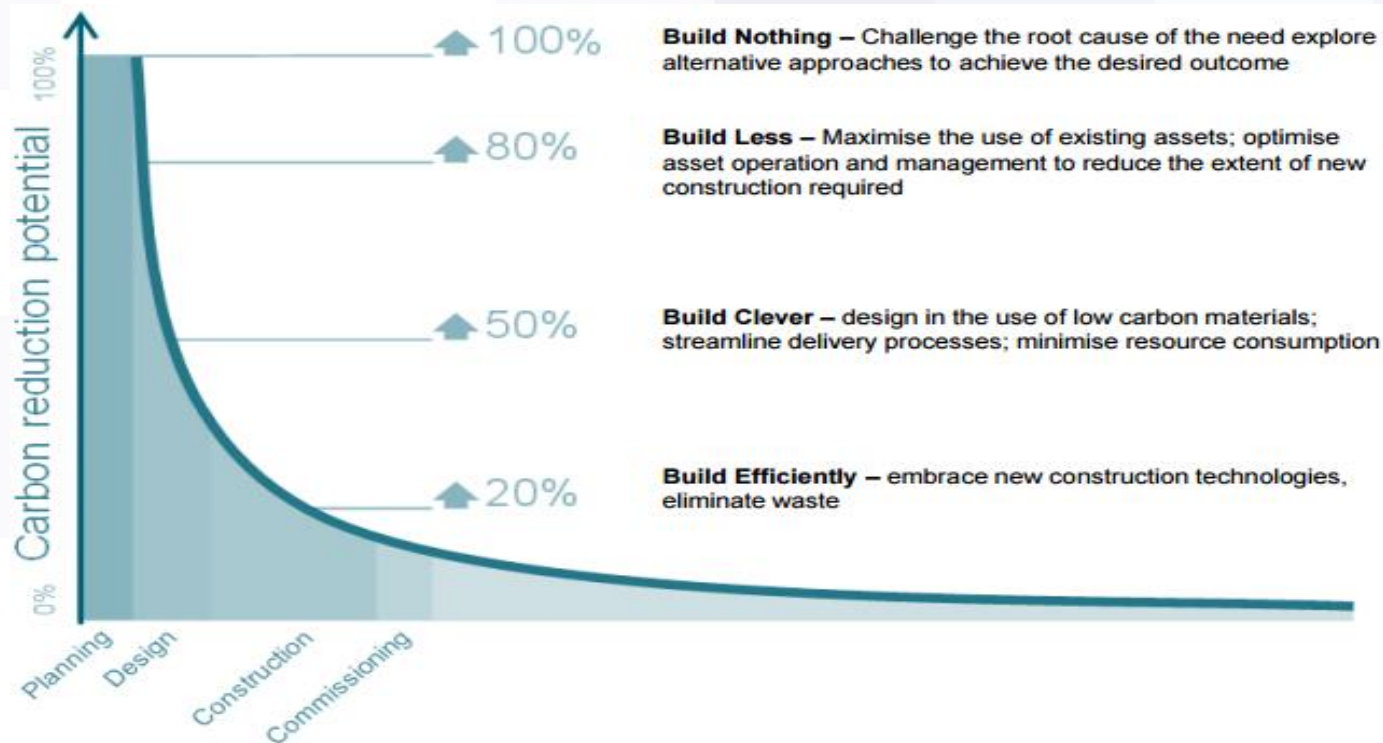 100%
Build Nothing – Challenge the root cause of the need explore
alternative approaches to achieve the desired outcome
100%
80%
Build Less – Maximise the use of existing assets; optimise
asset operation and management to reduce the extent of new
construction required
Carbon reduction potential
50%
Build Clever – design in the use of low carbon materials;
streamline delivery processes; minimise resource consumption
20%
Build Efficiently – embrace new construction technologies,
eliminate waste
0%
Planning
Design
Construction
Commissioning